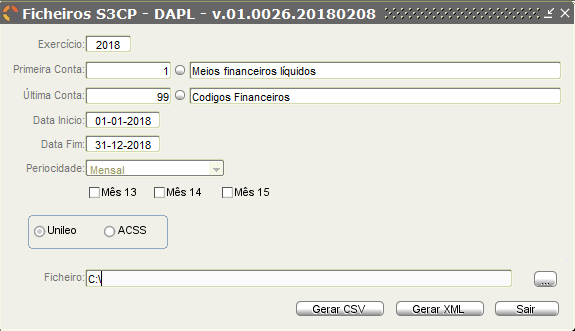 Ficheiros S3CP - DAPL - v.01.0026.20180208
Exercício: 2018
Primeira Conta: 1 Meios financeiros líquidos
Última Conta: 99 Codigos Financeiros
Data Inicio: 01-01-2018
Data Fim: 31-12-2018
Periocidade: Mensal
Mês 13 Mês 14 Mês 15
Unileo ACSS
Ficheiro: C:\
...
Gerar CSV Gerar XML Sair